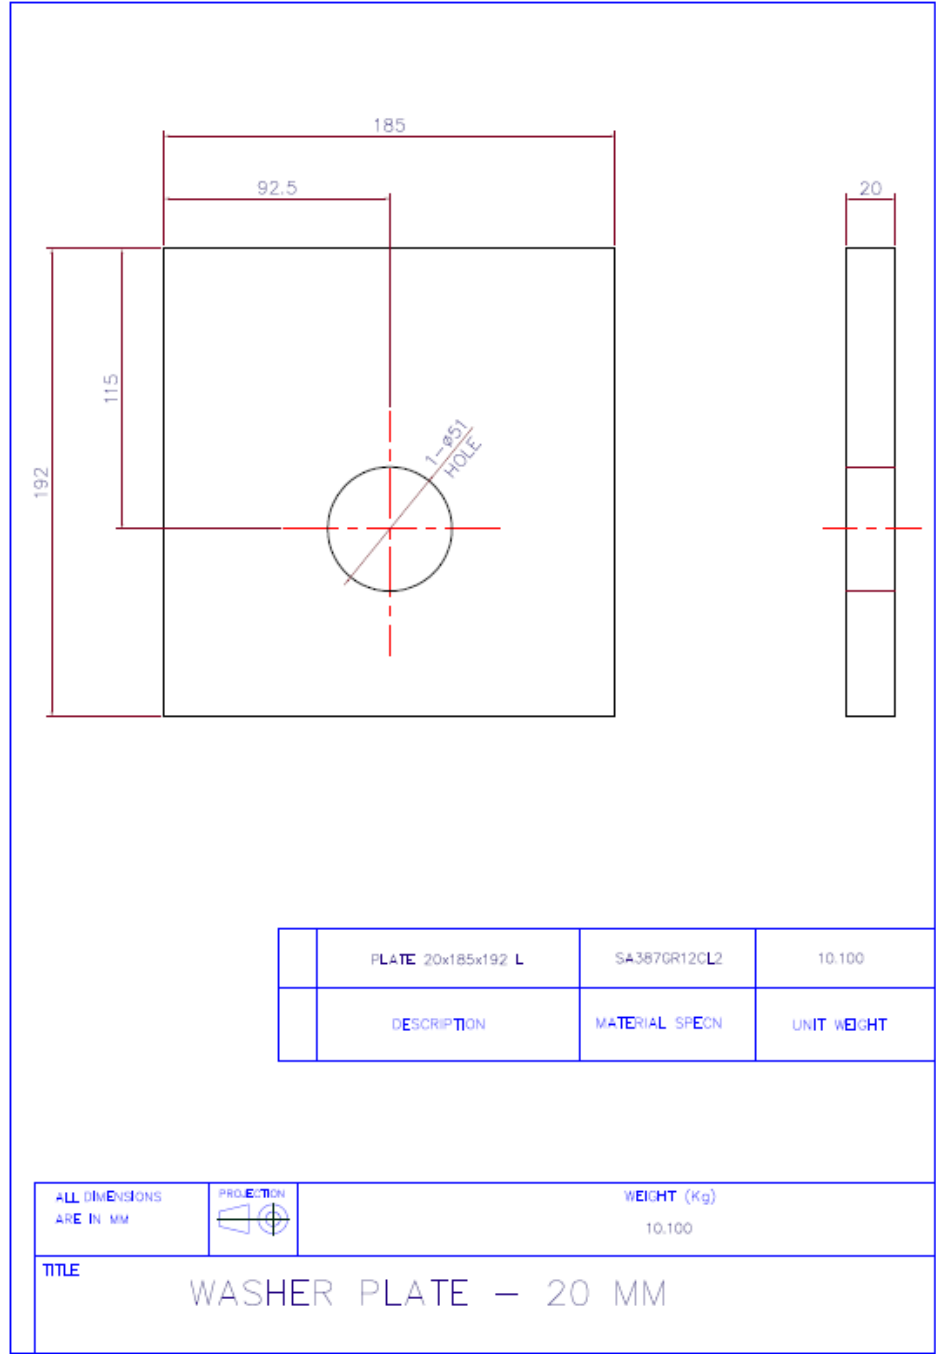 185
92.5
20
115
192
1-ø51
HOLE
PLATE 20x185x192 L
SA387GR12CL2
10.100
DESCRIPTION
MATERIAL SPECN
UNIT WEIGHT
ALL DIMENSIONS
ARE IN MM
PROJECTION
WEIGHT (Kg)
10.100
TITLE
WASHER PLATE – 20 MM